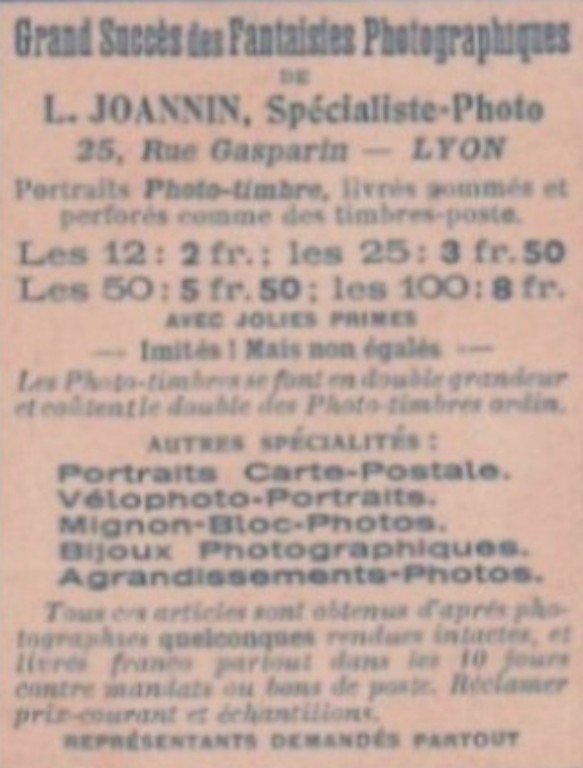 Grand Succès des Fantaisies Photographiques
DE
L. JOANNIN, Spécialiste-Photo
25, Rue Gasparin — LYON
Portraits Photo-timbre, livrés gommés et
perforés comme des timbres-poste.
Les 12 : 2 fr. ; les 25 : 3 fr. 50
Les 50 : 5 fr. 50 ; les 100 : 8 fr.
AVEC JOLIES PRIMES
— Imités ! Mais non égalés —
Les Photo-timbres se font en double grandeur
et coûtent le double des Photo-timbres ordin.
AUTRES SPÉCIALITÉS :
Portraits Carte-Postale.
Vélophoto-Portraits.
Mignon-Bloc-Photos.
Bijoux Photographiques.
Agrandissements-Photos.
Tous ces articles sont obtenus d'après pho-
tographies quelconques rendues intactes, et
livrés franco partout dans les 10 jours
contre mandats ou bons de poste. Réclamer
prix-courant et échantillons.
REPRÉSENTANTS DEMANDÉS PARTOUT